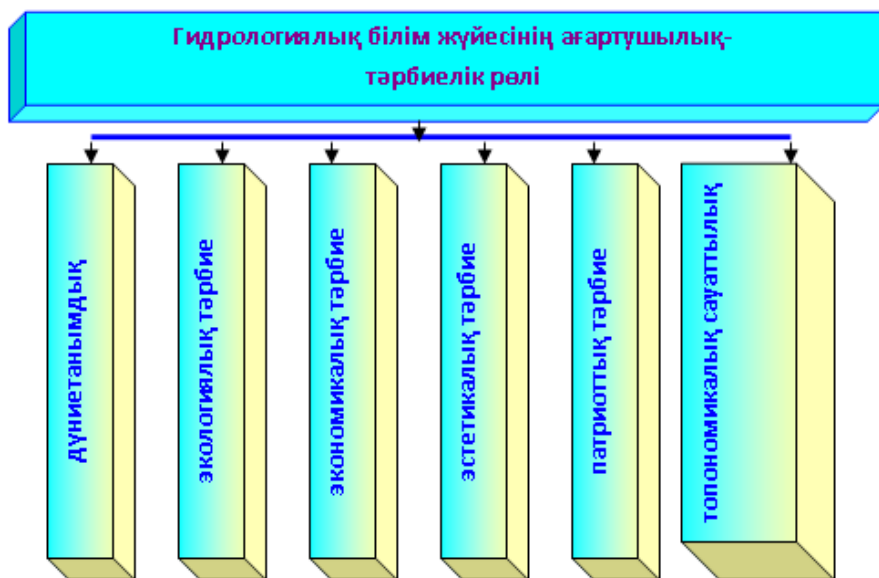 Гидрологиялық білім жүйесінің ағартушылық-
тәрбиелік рөлі
дүниетанымдық
экологиялық тәрбие
экономикалық тәрбие
эстетикалық тәрбие
патриоттық тәрбие
топономикалық сауаттылық